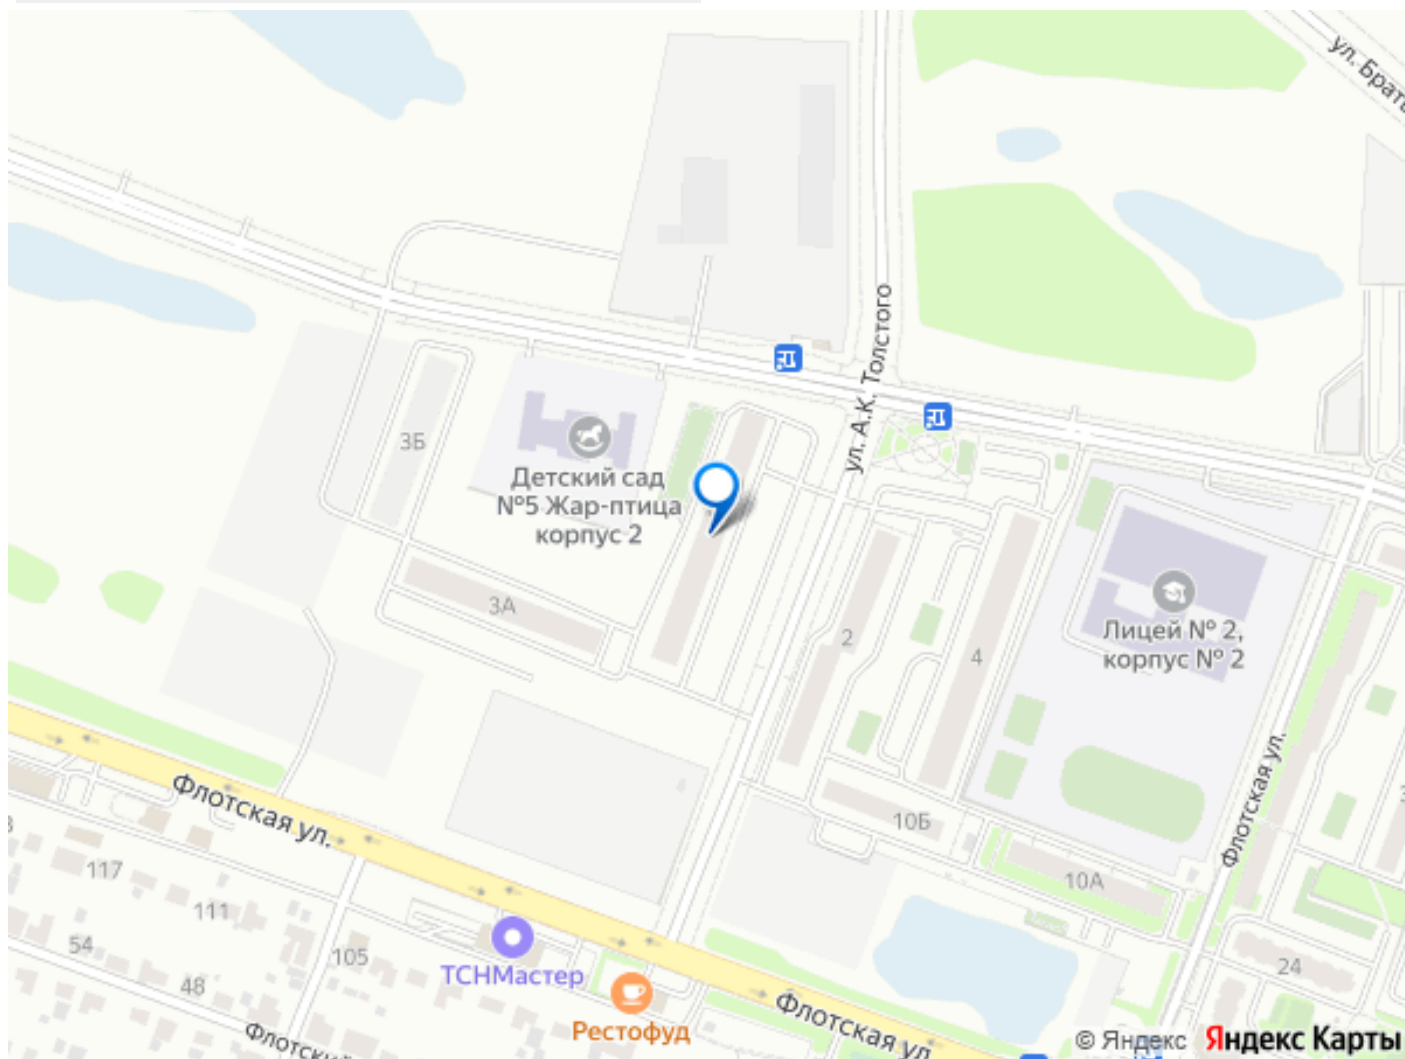 ул. Брата
ул. А.К. Толстого
3Б
Детский сад
№5 Жар-птица
корпус 2
3А
2
4
Лицей № 2,
корпус № 2
Флотская ул.
Флотская ул.
10Б
10А
117
111
105
54
48
24
ТСНМастер
Рестофуд
Флотская ул.
Флотский
© Яндекс Яндекс Карты